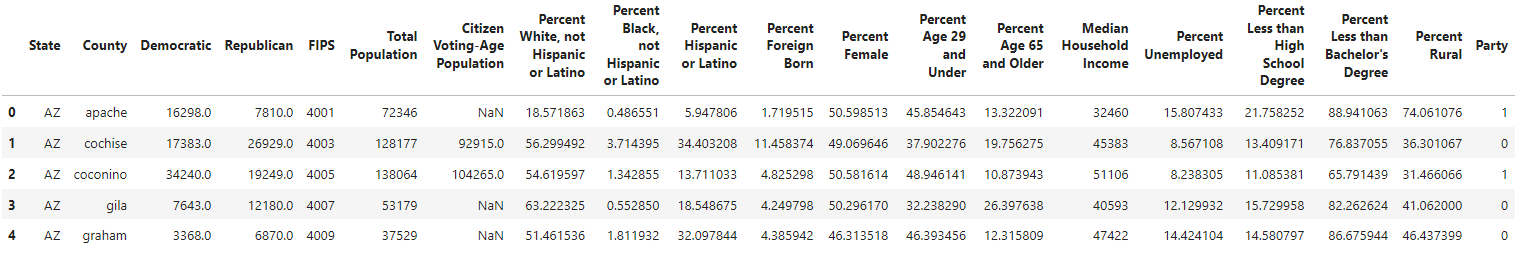 State County Democratic Republican FIPS Total Population Citizen Voting-Age Population Percent White, not Hispanic or Latino Percent Black, not Hispanic or Latino Percent Hispanic or Latino Percent Foreign Born Percent Female Percent Age 29 and Under Percent Age 65 and Older Median Household Income Percent Unemployed Percent Less than High School Degree Percent Less than Bachelor's Degree Percent Rural Party
0 AZ apache 16298.0 7810.0 4001 72346 NaN 18.571863 0.486551 5.947806 1.719515 50.598513 45.854643 13.322091 32460 15.807433 21.758252 88.941063 74.061076 1
1 AZ cochise 17383.0 26929.0 4003 128177 92915.0 56.299492 3.714395 34.403208 11.458374 49.069646 37.902276 19.756275 45383 8.567108 13.409171 76.837055 36.301067 0
2 AZ coconino 34240.0 19249.0 4005 138064 104265.0 54.619597 1.342855 13.711033 4.825298 50.581614 48.946141 10.873943 51106 8.238305 11.085381 65.791439 31.466066 1
3 AZ gila 7643.0 12180.0 4007 53179 NaN 63.222325 0.552850 18.548675 4.249798 50.296170 32.238290 26.397638 40593 12.129932 15.729958 82.262624 41.062000 0
4 AZ graham 3368.0 6870.0 4009 37529 NaN 51.461536 1.811932 32.097844 4.385942 46.313518 46.393456 12.315809 47422 14.424104 14.580797 86.675944 46.437399 0